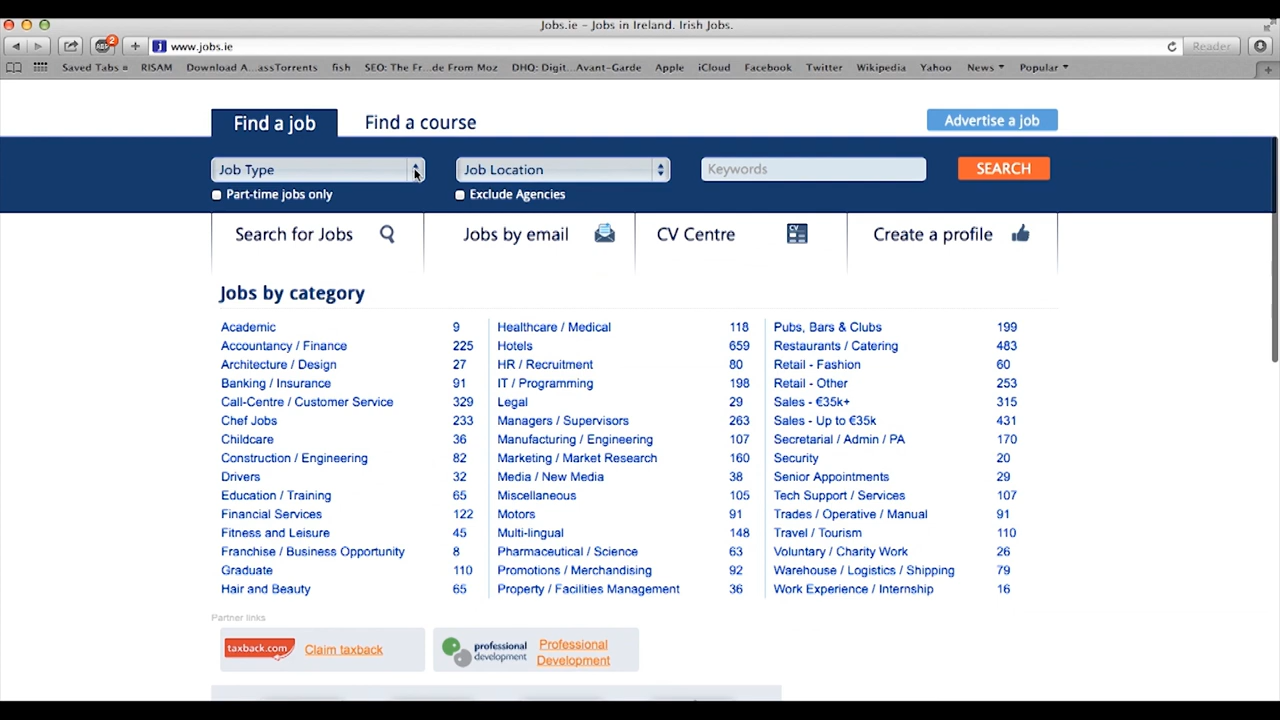 Jobs.ie – Jobs in Ireland. Irish Jobs.
ABP 2 www.jobs.ie Reader
Saved Tabs RISAM Download A...assTorrents fish SEO: The Fr...de From Moz DHQ: Digit...Avant-Garde Apple iCloud Facebook Twitter Wikipedia Yahoo News Popular
Find a job Find a course Advertise a job
Job Type Job Location Keywords SEARCH
Part-time jobs only Exclude Agencies
Search for Jobs Jobs by email CV Centre CV Create a profile
Jobs by category
Academic 9 Healthcare / Medical 118 Pubs, Bars & Clubs 199
Accountancy / Finance 225 Hotels 659 Restaurants / Catering 483
Architecture / Design 27 HR / Recruitment 80 Retail - Fashion 60
Banking / Insurance 91 IT / Programming 198 Retail - Other 253
Call-Centre / Customer Service 329 Legal 29 Sales - €35k+ 315
Chef Jobs 233 Managers / Supervisors 263 Sales - Up to €35k 431
Childcare 36 Manufacturing / Engineering 107 Secretarial / Admin / PA 170
Construction / Engineering 82 Marketing / Market Research 160 Security 20
Drivers 32 Media / New Media 38 Senior Appointments 29
Education / Training 65 Miscellaneous 105 Tech Support / Services 107
Financial Services 122 Motors 91 Trades / Operative / Manual 91
Fitness and Leisure 45 Multi-lingual 148 Travel / Tourism 110
Franchise / Business Opportunity 8 Pharmaceutical / Science 63 Voluntary / Charity Work 26
Graduate 110 Promotions / Merchandising 92 Warehouse / Logistics / Shipping 79
Hair and Beauty 65 Property / Facilities Management 36 Work Experience / Internship 16
Partner links
taxback.com Claim taxback professional development Professional
Development